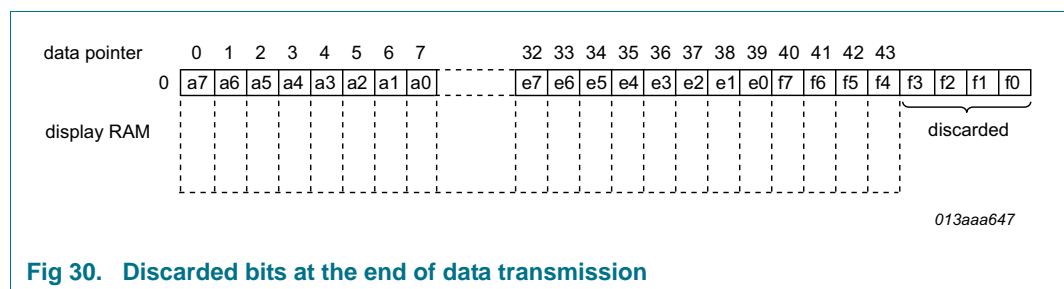 data pointer 0 1 2 3 4 5 6 7 32 33 34 35 36 37 38 39 40 41 42 43
0 a7 a6 a5 a4 a3 a2 a1 a0 e7 e6 e5 e4 e3 e2 e1 e0 f7 f6 f5 f4 f3 f2 f1 f0
display RAM discarded
013aaa647
Fig 30. Discarded bits at the end of data transmission